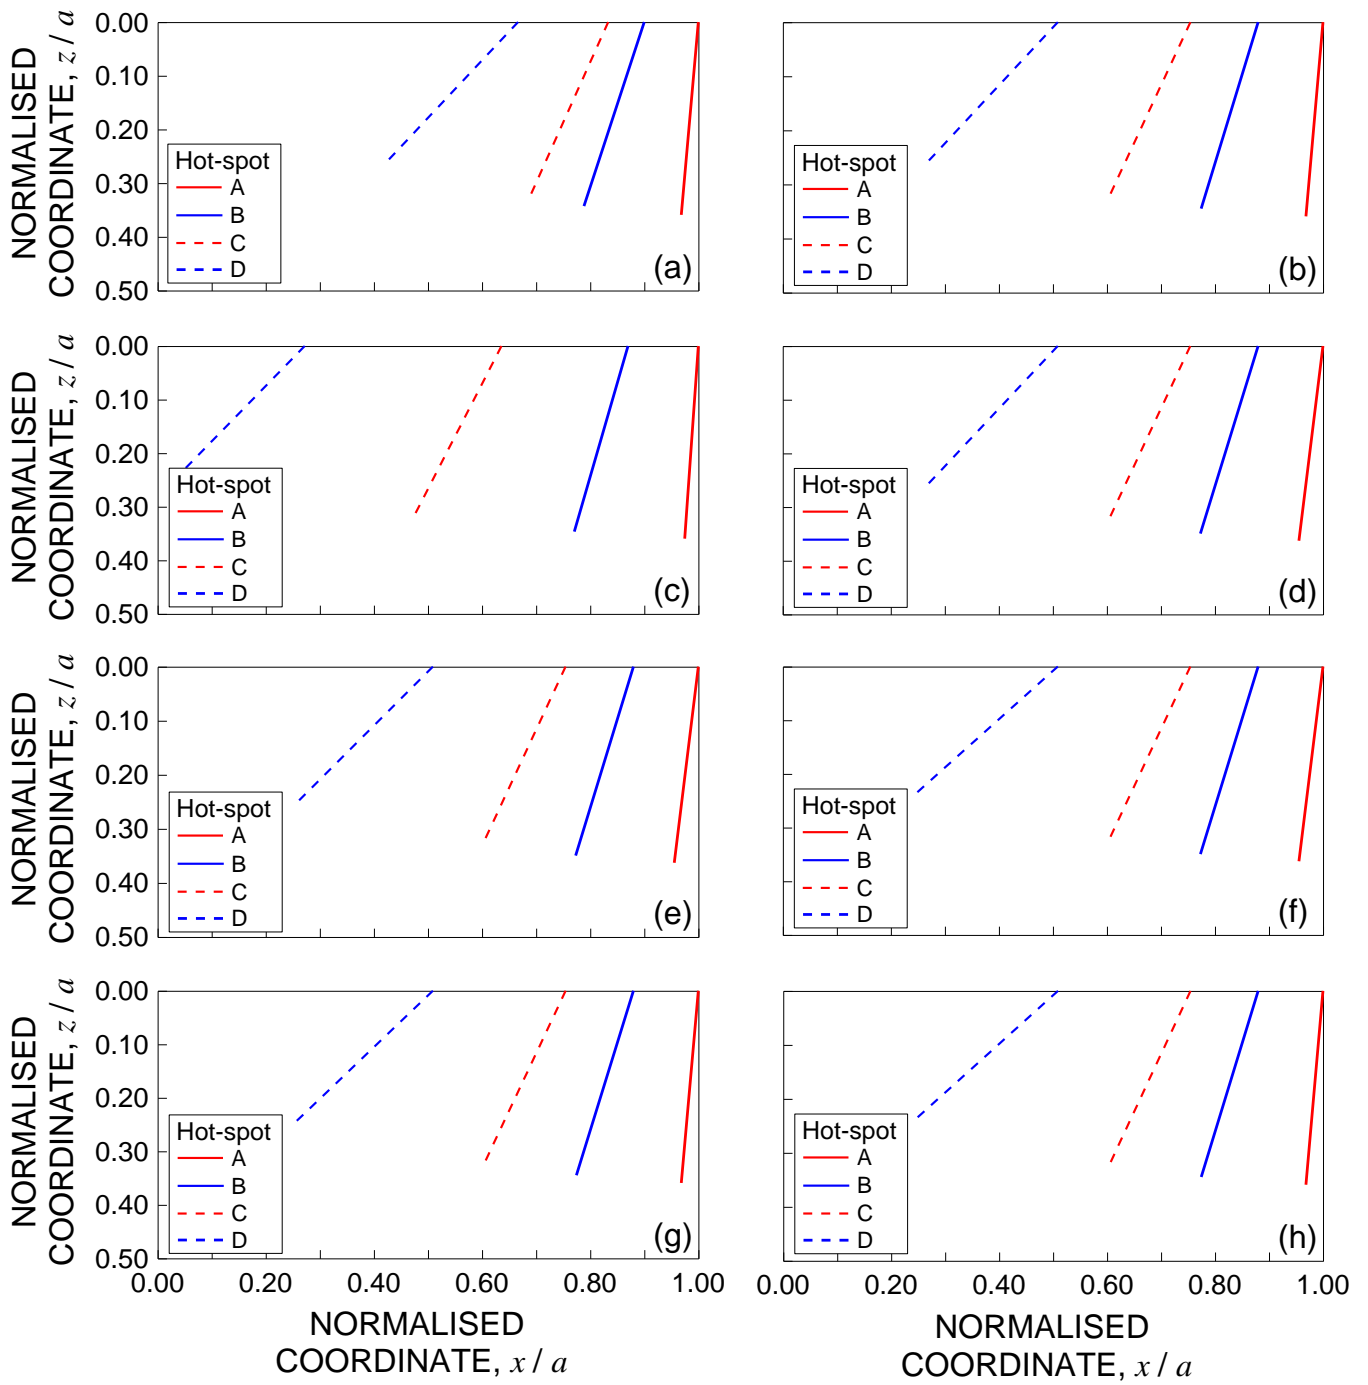 NORMALISED
COORDINATE, z / a
0.00
0.10
0.20
0.30
0.40
0.50
Hot-spot
A
B
C
D
(a)
Hot-spot
A
B
C
D
(b)
NORMALISED
COORDINATE, z / a
0.00
0.10
0.20
0.30
0.40
0.50
Hot-spot
A
B
C
D
(c)
Hot-spot
A
B
C
D
(d)
NORMALISED
COORDINATE, z / a
0.00
0.10
0.20
0.30
0.40
0.50
Hot-spot
A
B
C
D
(e)
Hot-spot
A
B
C
D
(f)
NORMALISED
COORDINATE, z / a
0.00
0.10
0.20
0.30
0.40
0.50
Hot-spot
A
B
C
D
(g)
0.00 0.20 0.40 0.60 0.80 1.00
NORMALISED
COORDINATE, x / a
Hot-spot
A
B
C
D
(h)
0.00 0.20 0.40 0.60 0.80 1.00
NORMALISED
COORDINATE, x / a